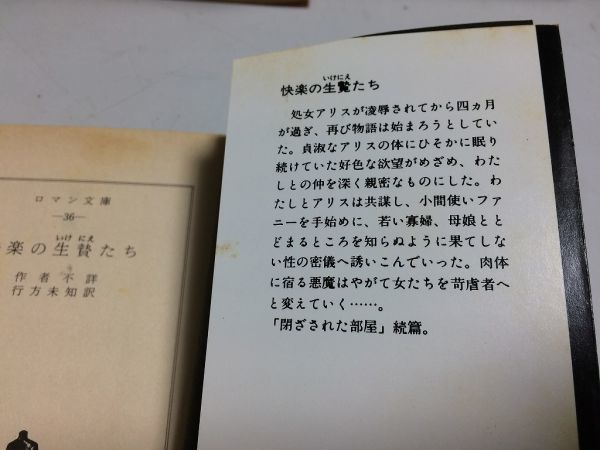 ロマン文庫
―36―
楽の生贄たち
いけにえ
作者不詳
行方未知訳
いけにえ
快楽の生贄たち
処女アリスが凌辱されてから四ヵ月
が過ぎ、再び物語は始まろうとしてい
た。貞淑なアリスの体にひそかに眠り
続けていた好色な欲望がめざめ、わた
しとの仲を深く親密なものにした。わ
たしとアリスは共謀し、小間使いファ
ニーを手始めに、若い寡婦、母娘とと
どまるところを知らぬように果てしな
い性の密儀へ誘いこんでいった。肉体
に宿る悪魔はやがて女たちを苛虐者へ
と変えていく……。
「閉ざされた部屋」続篇。